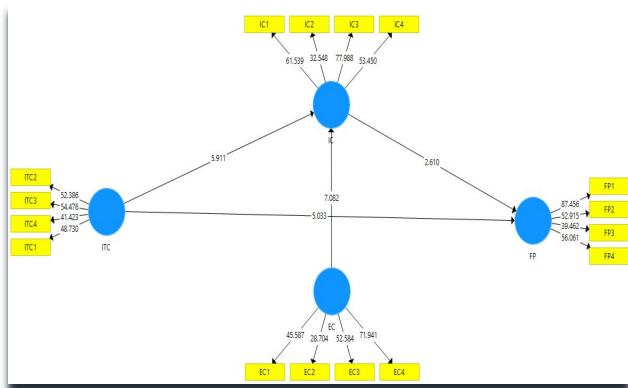 IC1 IC2 IC3 IC4
61.539 32.548 77.988 53.450
IC
5.911
2.610
7.082
5.033
ITC2
ITC3
ITC4
ITC1
52.386
54.476
41.423
48.730
ITC
FP1
FP2
FP3
FP4
87.456
52.915
39.462
56.061
FP
EC
45.587 28.704 52.584 71.941
EC1 EC2 EC3 EC4